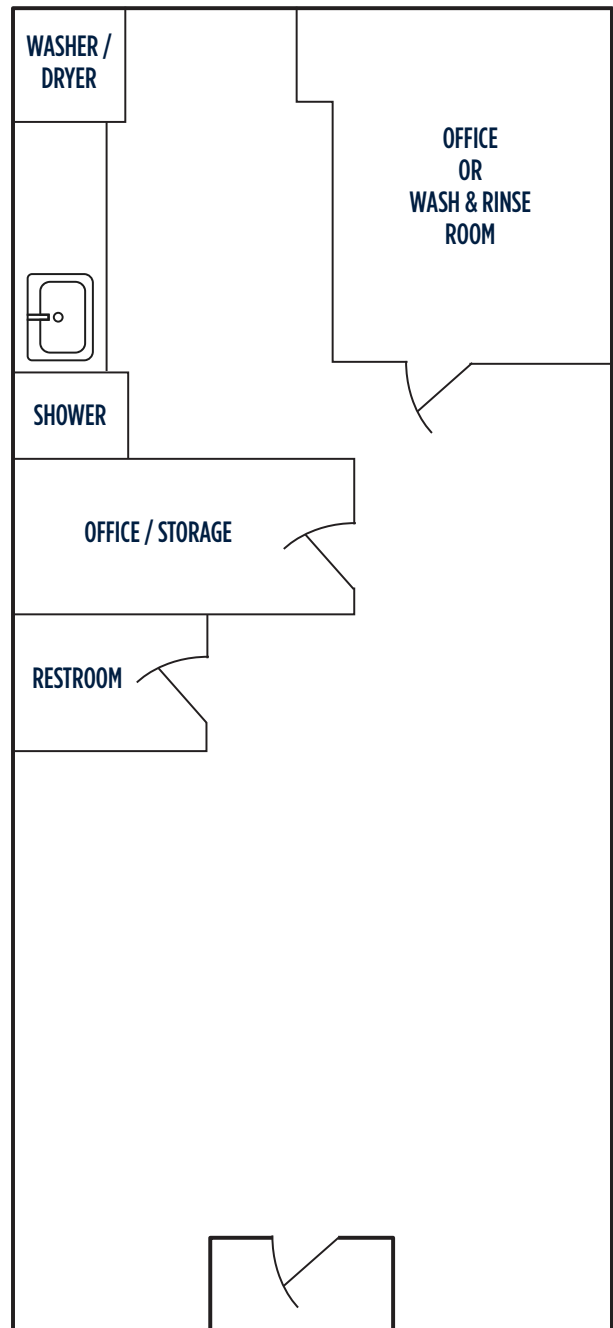 WASHER /
DRYER
OFFICE
OR
WASH & RINSE
ROOM
SHOWER
OFFICE / STORAGE
RESTROOM